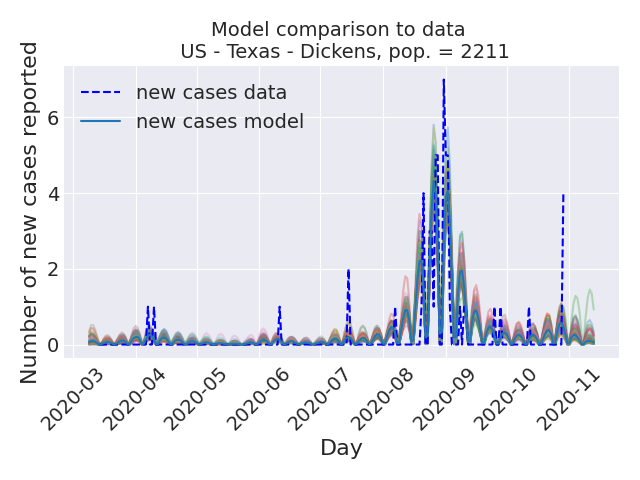 Model comparison to data
US - Texas - Dickens, pop. = 2211
new cases data
new cases model
Number of new cases reported
6
4
2
0
2020-03
2020-04
2020-05
2020-06
2020-07
2020-08
2020-09
2020-10
2020-11
Day